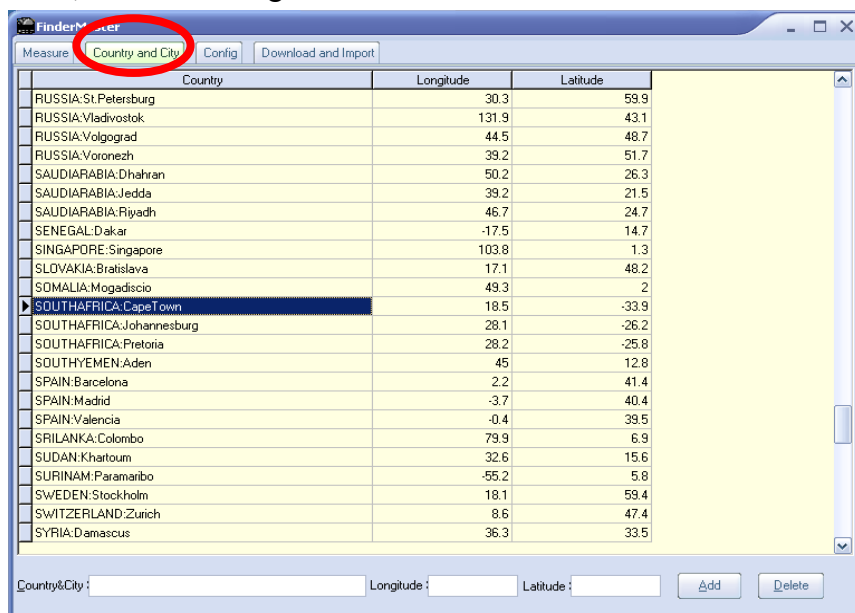 FinderMaster
Measure Country and City Config Download and Import
Country Longitude Latitude
RUSSIA:St.Petersburg 30.3 59.9
RUSSIA:Vladivostok 131.9 43.1
RUSSIA:Volgograd 44.5 48.7
RUSSIA:Voronezh 39.2 51.7
SAUDIARABIA:Dhahran 50.2 26.3
SAUDIARABIA:Jedda 39.2 21.5
SAUDIARABIA:Riyadh 46.7 24.7
SENEGAL:Dakar -17.5 14.7
SINGAPORE:Singapore 103.8 1.3
SLOVAKIA:Bratislava 17.1 48.2
SOMALIA:Mogadiscio 49.3 2
SOUTHAFRICA:CapeTown 18.5 -33.9
SOUTHAFRICA:Johannesburg 28.1 -26.2
SOUTHAFRICA:Pretoria 28.2 -25.8
SOUTHYEMEN:Aden 45 12.8
SPAIN:Barcelona 2.2 41.4
SPAIN:Madrid -3.7 40.4
SPAIN:Valencia -0.4 39.5
SRILANKA:Colombo 79.9 6.9
SUDAN:Khartoum 32.6 15.6
SURINAM:Paramaribo -55.2 5.8
SWEDEN:Stockholm 18.1 59.4
SWITZERLAND:Zurich 8.6 47.4
SYRIA:Damascus 36.3 33.5
Country&City: Longitude: Latitude: Add Delete